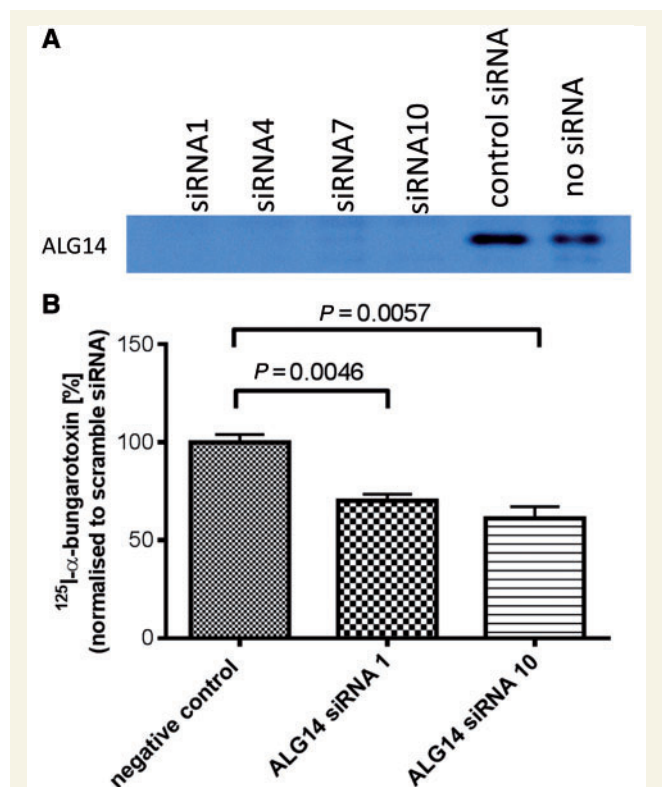 A
siRNA1
siRNA4
siRNA7
siRNA10
control siRNA
no siRNA
ALG14
B
P = 0.0057
P = 0.0046
150
100
50
0
¹²⁵I-α-bungarotoxin [%]
(normalised to scramble siRNA)
negative control
ALG14 siRNA 1
ALG14 siRNA 10